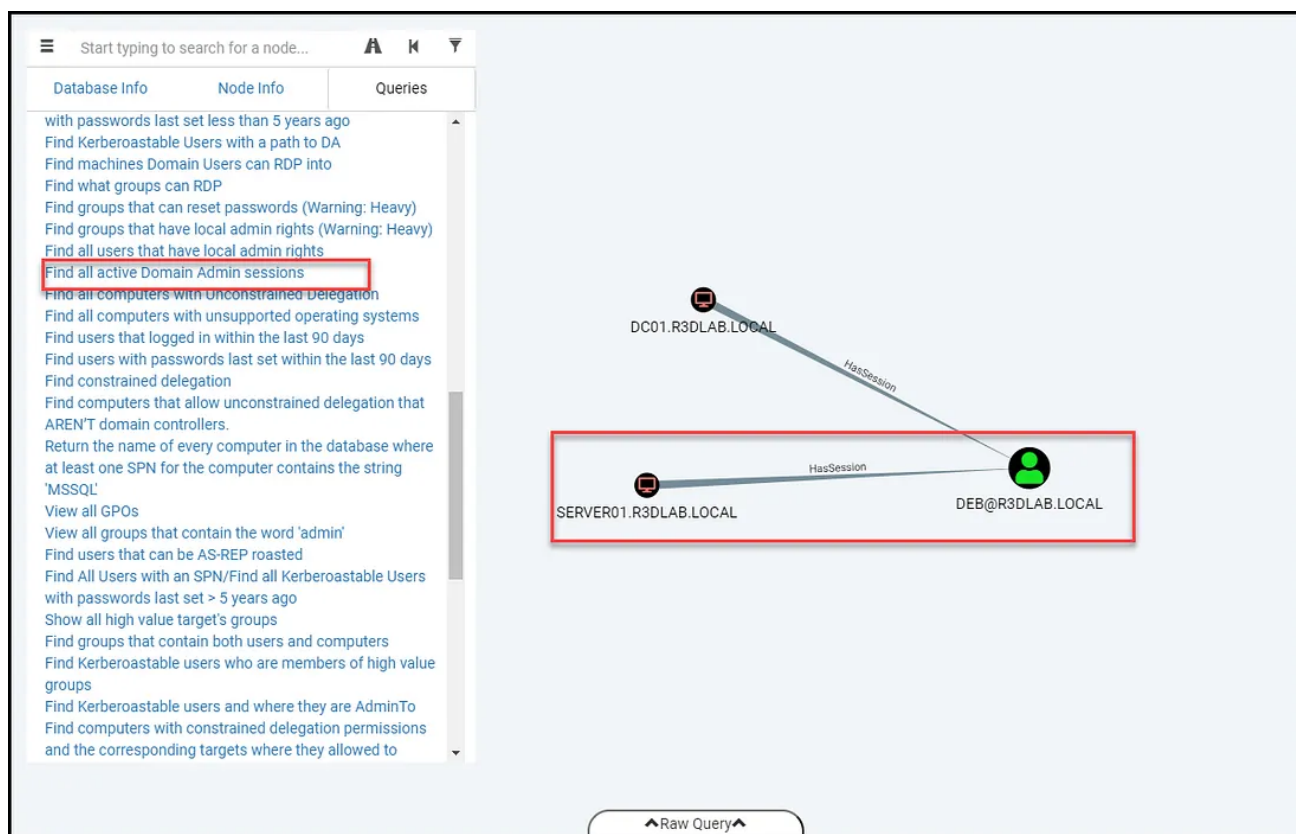 Start typing to search for a node...
Database Info
Node Info
Queries
with passwords last set less than 5 years ago
Find Kerberoastable Users with a path to DA
Find machines Domain Users can RDP into
Find what groups can RDP
Find groups that can reset passwords (Warning: Heavy)
Find groups that have local admin rights (Warning: Heavy)
Find all users that have local admin rights
Find all active Domain Admin sessions
Find all computers with Unconstrained Delegation
Find all computers with unsupported operating systems
Find users that logged in within the last 90 days
Find users with passwords last set within the last 90 days
Find constrained delegation
Find computers that allow unconstrained delegation that
AREN'T domain controllers.
Return the name of every computer in the database where
at least one SPN for the computer contains the string
'MSSQL'
View all GPOs
View all groups that contain the word 'admin'
Find users that can be AS-REP roasted
Find All Users with an SPN/Find all Kerberoastable Users
with passwords last set > 5 years ago
Show all high value target's groups
Find groups that contain both users and computers
Find Kerberoastable users who are members of high value
groups
Find Kerberoastable users and where they are AdminTo
Find computers with constrained delegation permissions
and the corresponding targets where they allowed to
DC01.R3DLAB.LOCAL
HasSession
HasSession
SERVER01.R3DLAB.LOCAL
DEB@R3DLAB.LOCAL
Raw Query